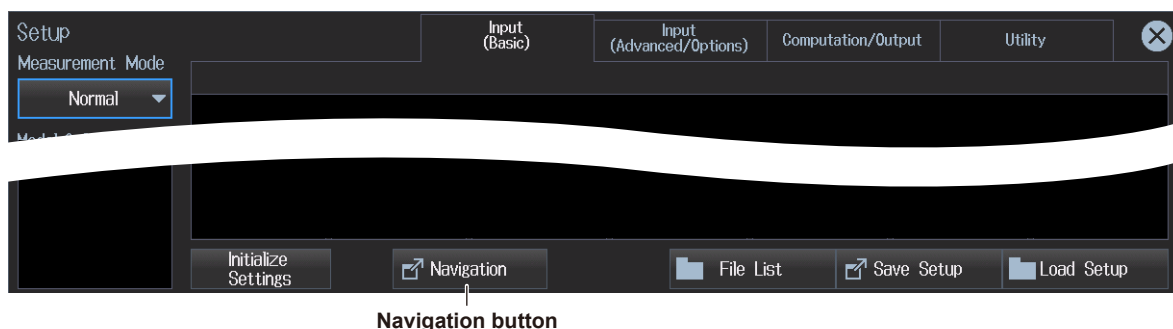 Setup
Input
(Basic)
Input
(Advanced/Options)
Computation/Output
Utility
Measurement Mode
Normal
Initialize
Settings
Navigation
File List
Save Setup
Load Setup
Navigation button